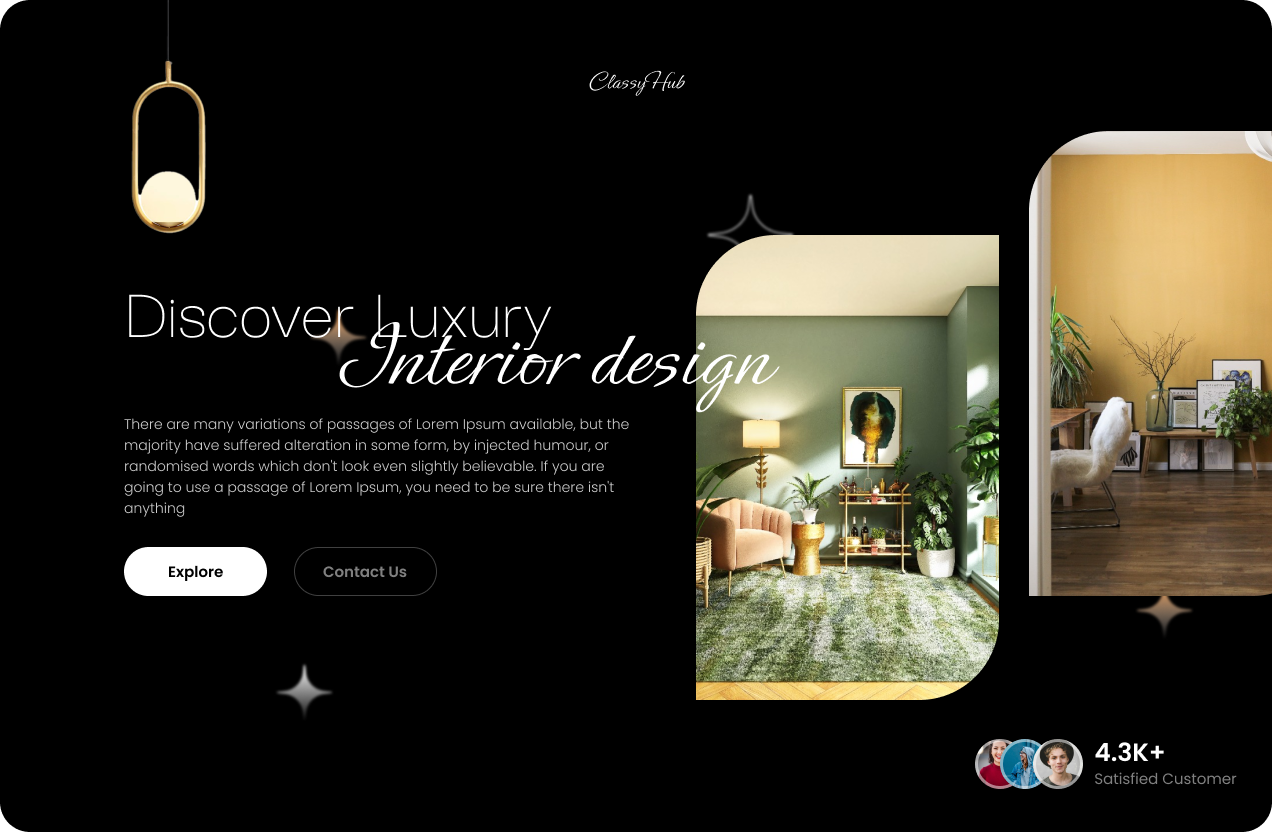 ClassyHub
Discover Luxury
Interior design
There are many variations of passages of Lorem Ipsum available, but the
majority have suffered alteration in some form, by injected humour, or
randomised words which don't look even slightly believable. If you are
going to use a passage of Lorem Ipsum, you need to be sure there isn't
anything
Explore
Contact Us
4.3K+
Satisfied Customer